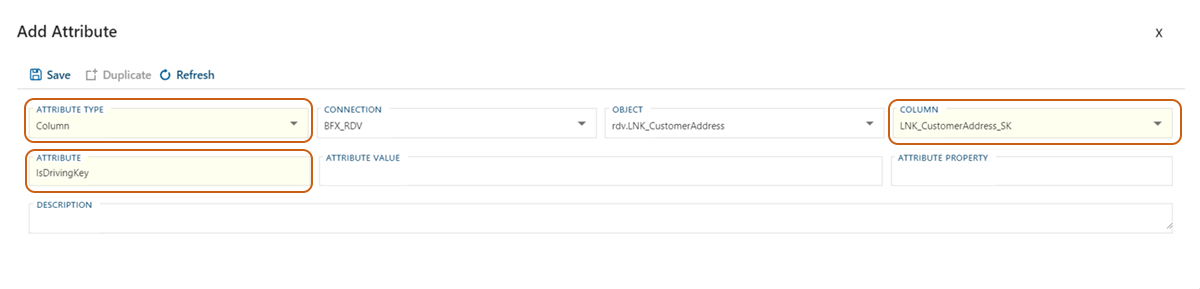 Add Attribute
X
Save Duplicate Refresh
ATTRIBUTE TYPE CONNECTION OBJECT COLUMN
Column BFX_RDV rdv.LNK_CustomerAddress LNK_CustomerAddress_SK
ATTRIBUTE ATTRIBUTE VALUE ATTRIBUTE PROPERTY
IsDrivingKey
DESCRIPTION